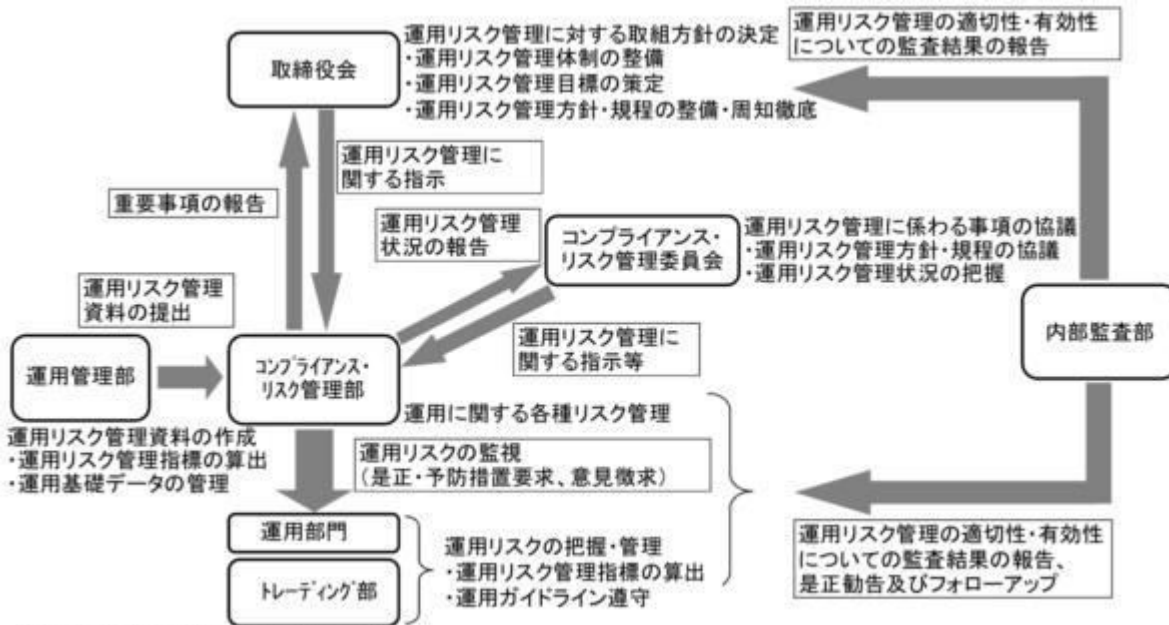 取締役会
運用リスク管理に対する取組方針の決定
・運用リスク管理体制の整備
・運用リスク管理目標の策定
・運用リスク管理方針・規程の整備・周知徹底
運用リスク管理の適切性・有効性
についての監査結果の報告
運用リスク管理に
関する指示
重要事項の報告
運用リスク管理
状況の報告
コンプライアンス・
リスク管理委員会
運用リスク管理に係わる事項の協議
・運用リスク管理方針・規程の協議
・運用リスク管理状況の把握
運用リスク管理
資料の提出
運用リスク管理に
関する指示等
内部監査部
運用管理部
コンプライアンス・
リスク管理部
運用に関する各種リスク管理
運用リスク管理資料の作成
・運用リスク管理指標の算出
・運用基礎データの管理
運用リスクの監視
(是正・予防措置要求、意見徴求)
運用部門
トレーディング部
運用リスクの把握・管理
・運用リスク管理指標の算出
・運用ガイドライン遵守
運用リスク管理の適切性・有効性
についての監査結果の報告、
是正勧告及びフォローアップ